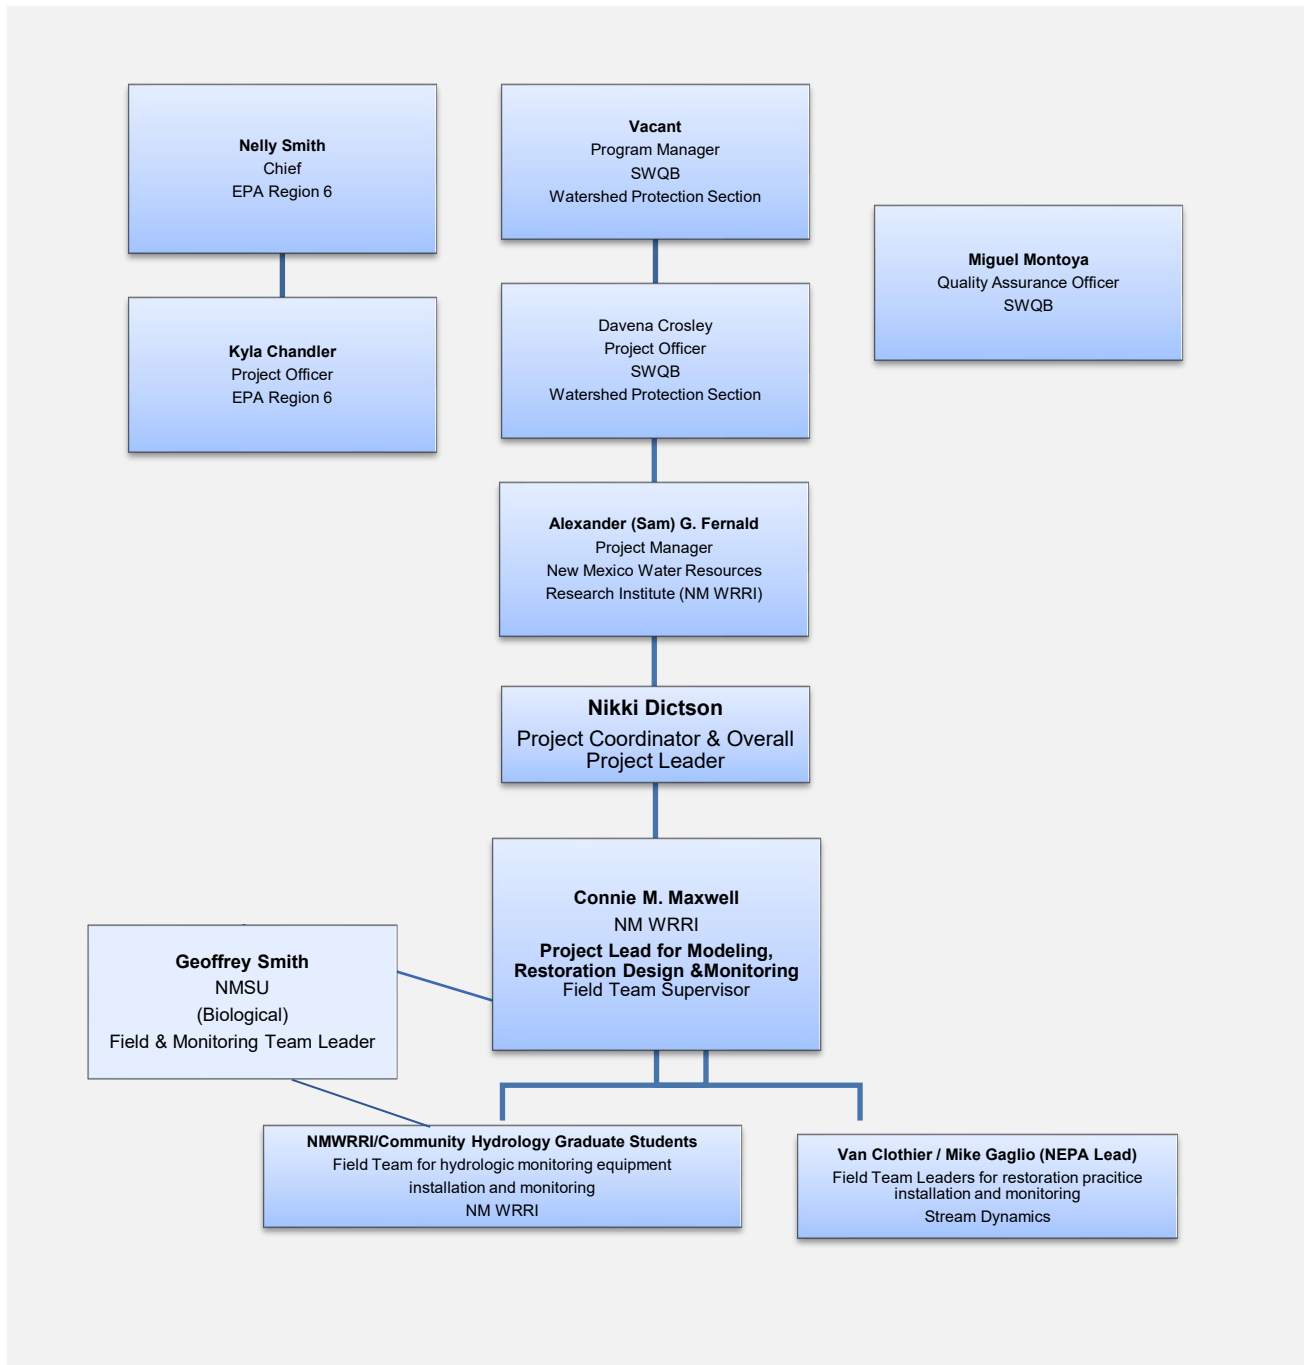 Nelly Smith
Chief
EPA Region 6
Vacant
Program Manager
SWQB
Watershed Protection Section
Miguel Montoya
Quality Assurance Officer
SWQB
Kyla Chandler
Project Officer
EPA Region 6
Davena Crosley
Project Officer
SWQB
Watershed Protection Section
Alexander (Sam) G. Fernald
Project Manager
New Mexico Water Resources
Research Institute (NM WRRI)
Nikki Dictson
Project Coordinator & Overall
Project Leader
Connie M. Maxwell
NM WRRI
Project Lead for Modeling,
Restoration Design &Monitoring
Field Team Supervisor
Geoffrey Smith
NMSU
(Biological)
Field & Monitoring Team Leader
NMWRRI/Community Hydrology Graduate Students
Field Team for hydrologic monitoring equipment
installation and monitoring
NM WRRI
Van Clothier / Mike Gaglio (NEPA Lead)
Field Team Leaders for restoration pracitice
installation and monitoring
Stream Dynamics